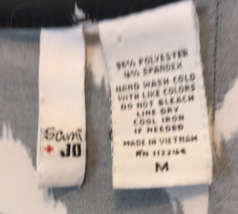 JO
96% POLYESTER
4% SPANDEX
HAND WASH COLD
WITH LIKE COLORS
DO NOT BLEACH
LINE DRY
COOL IRON
IF NEEDED
MADE IN VIETNAM
RN 112246
M